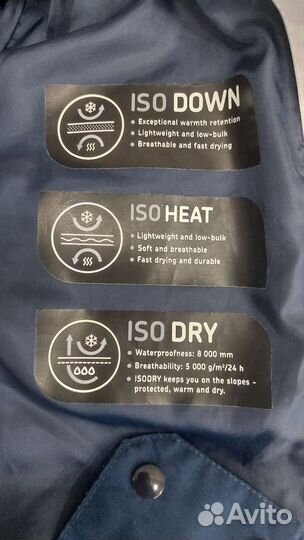 ISO DOWN
• Exceptional warmth retention
• Lightweight and low-bulk
• Breathable and fast drying
ISO HEAT
• Lightweight and low-bulk
• Soft and breathable
• Fast drying and durable
ISO DRY
• Waterproofness: 8 000 mm
• Breathability: 5 000 g/m²/24 h
• ISODRY keeps you on the slopes –
protected, warm and dry.
Avito